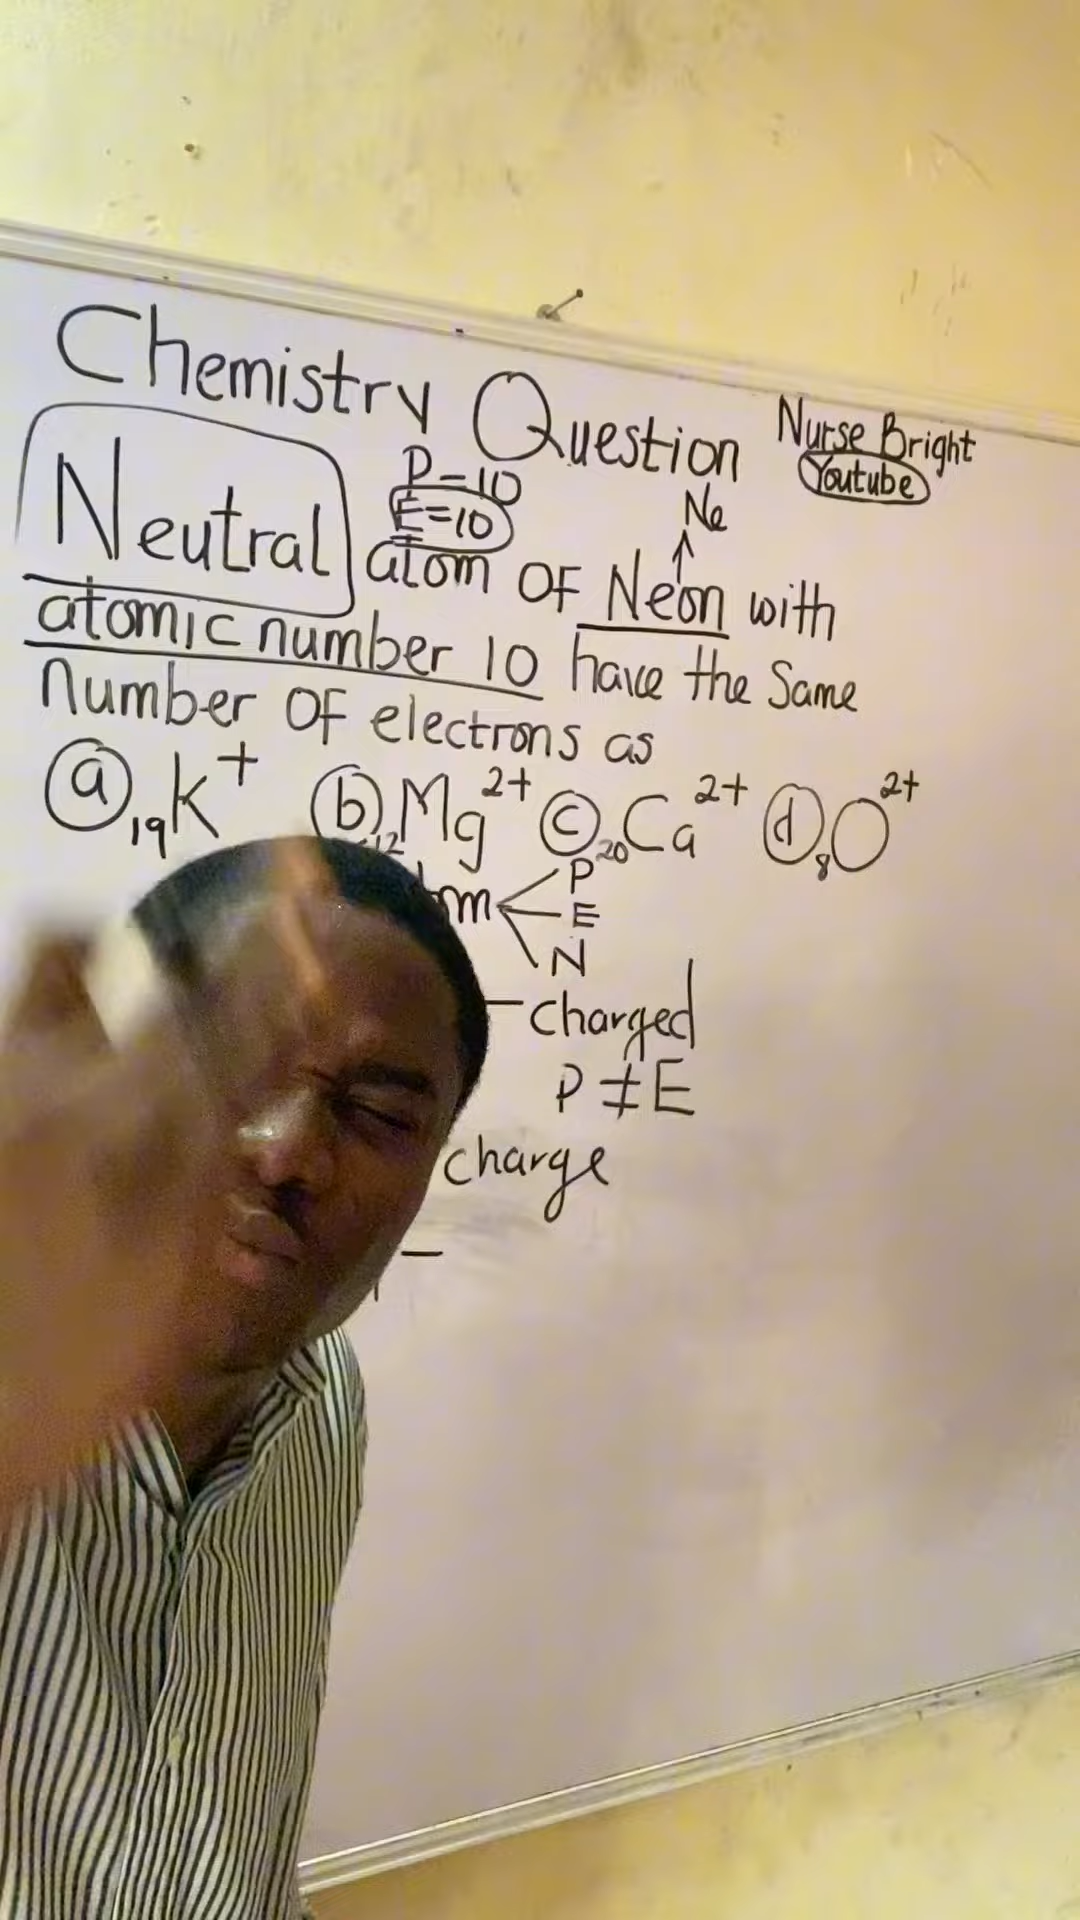 Chemistry Question
Nurse Bright
Youtube
P=10
E=10
Ne
Neutral atom OF Neon with
atomic number 10 have the Same
Number OF electrons as
a 19K+ b 12Mg2+ c 20Ca2+ d 8O2+
P
E
N
– charged
P ≠ E
charge
–